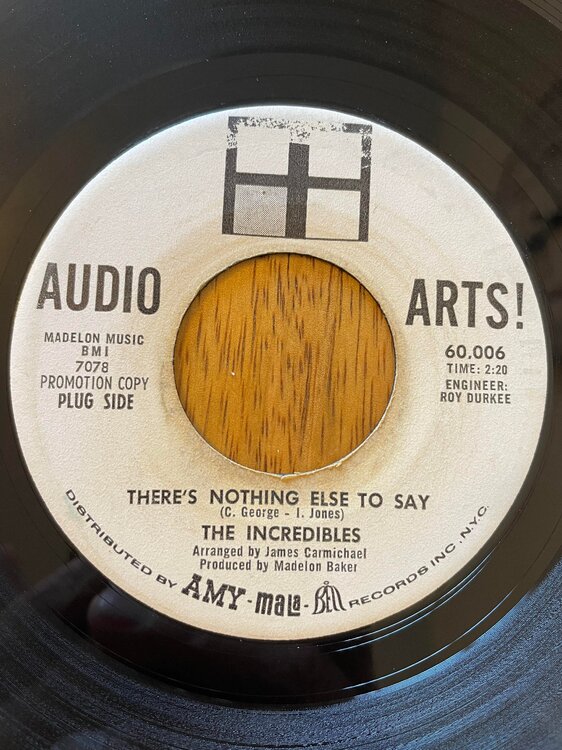 AUDIO ARTS!
MADELON MUSIC
BMI
7078
PROMOTION COPY
PLUG SIDE
60.006
TIME: 2:20
ENGINEER:
ROY DURKEE
THERE'S NOTHING ELSE TO SAY
(C. George - I. Jones)
THE INCREDIBLES
Arranged by James Carmichael
Produced by Madelon Baker
DISTRIBUTED BY AMY-mala-BELL RECORDS INC. N.Y.C.